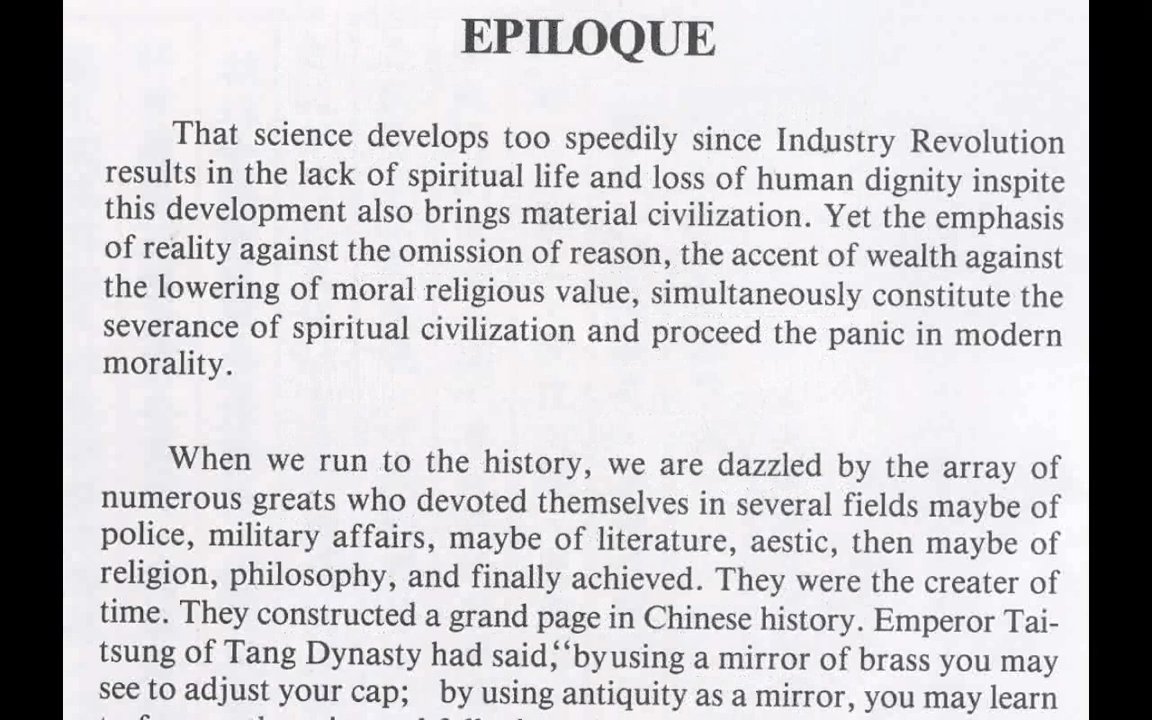 EPILOQUE
That science develops too speedily since Industry Revolution
results in the lack of spiritual life and loss of human dignity inspite
this development also brings material civilization. Yet the emphasis
of reality against the omission of reason, the accent of wealth against
the lowering of moral religious value, simultaneously constitute the
severance of spiritual civilization and proceed the panic in modern
morality.
When we run to the history, we are dazzled by the array of
numerous greats who devoted themselves in several fields maybe of
police, military affairs, maybe of literature, aestic, then maybe of
religion, philosophy, and finally achieved. They were the creater of
time. They constructed a grand page in Chinese history. Emperor Tai-
tsung of Tang Dynasty had said,“by using a mirror of brass you may
see to adjust your cap; by using antiquity as a mirror, you may learn